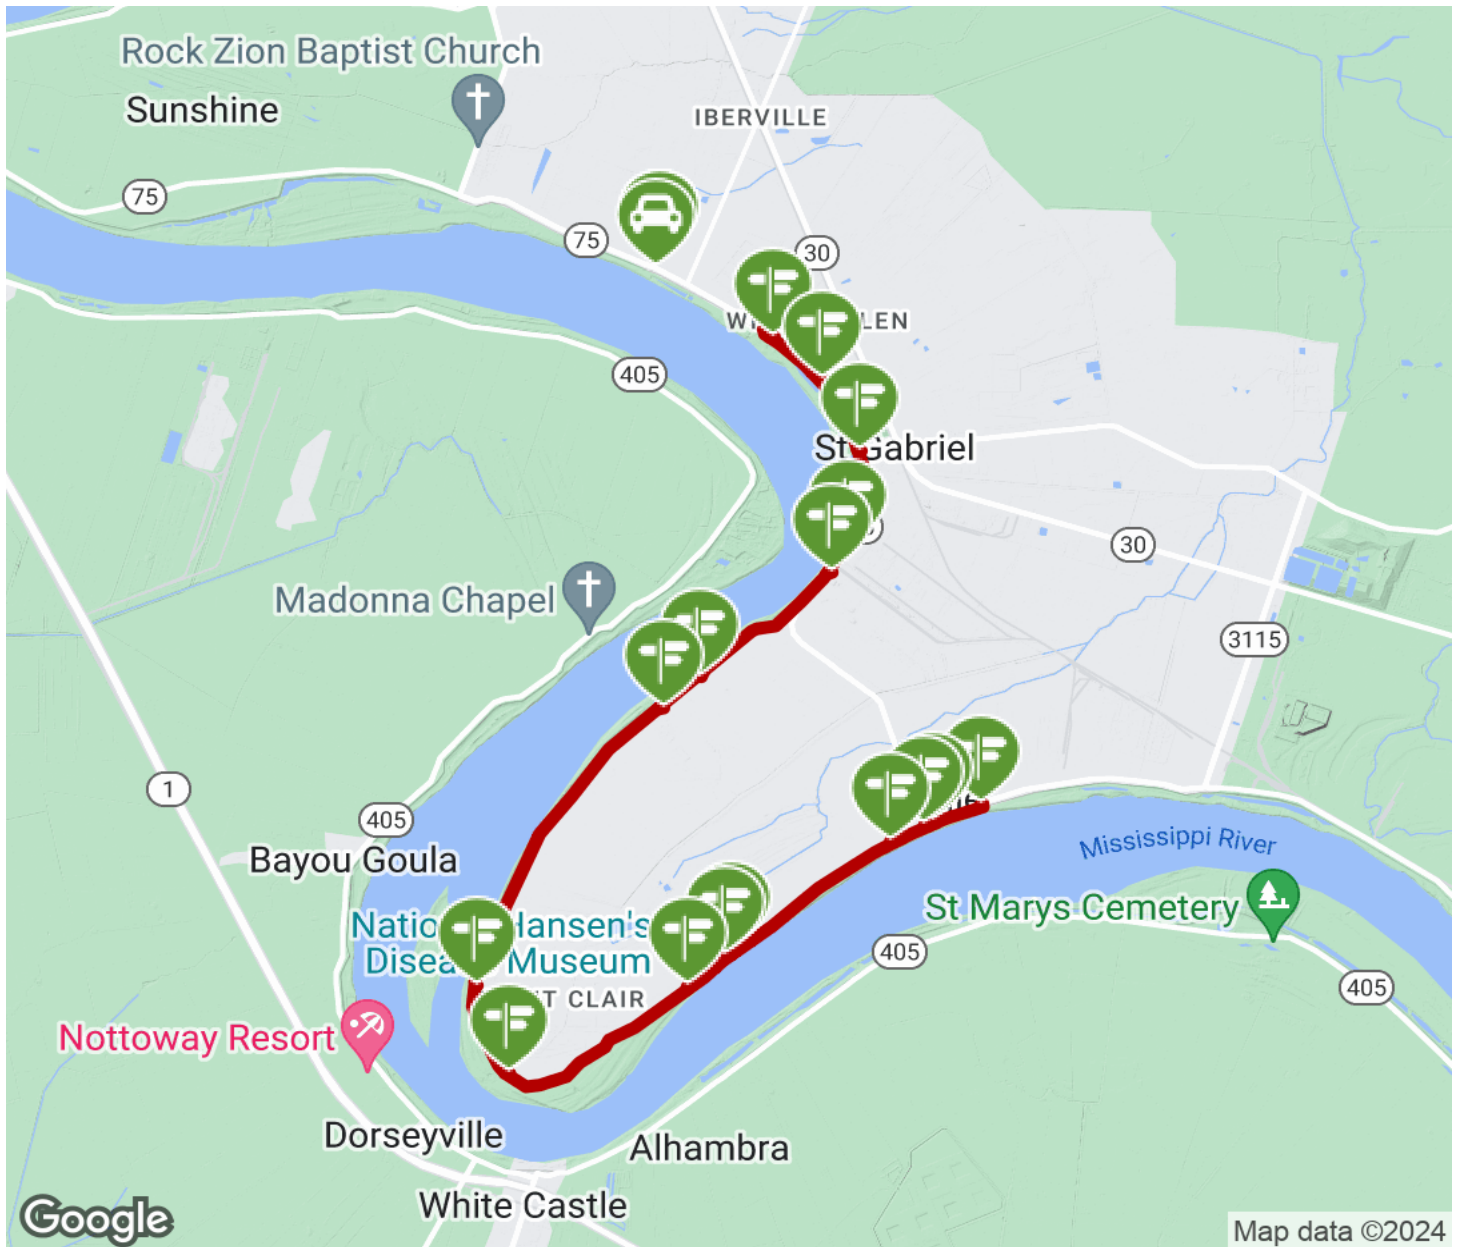 Rock Zion Baptist Church
Sunshine
IBERVILLE
75
75
30
405
St Gabriel
30
Madonna Chapel
3115
1
405
Bayou Goula
Mississippi River
St Marys Cemetery
405
405
Museum
CLAIR
Nottoway Resort
Dorseyville
Alhambra
White Castle
Google
Map data ©2024